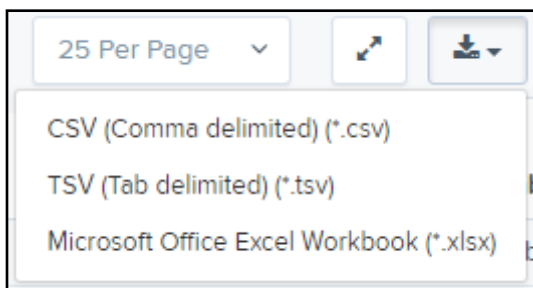 25 Per Page
CSV (Comma delimited) (*.csv)
TSV (Tab delimited) (*.tsv)
Microsoft Office Excel Workbook (*.xlsx)